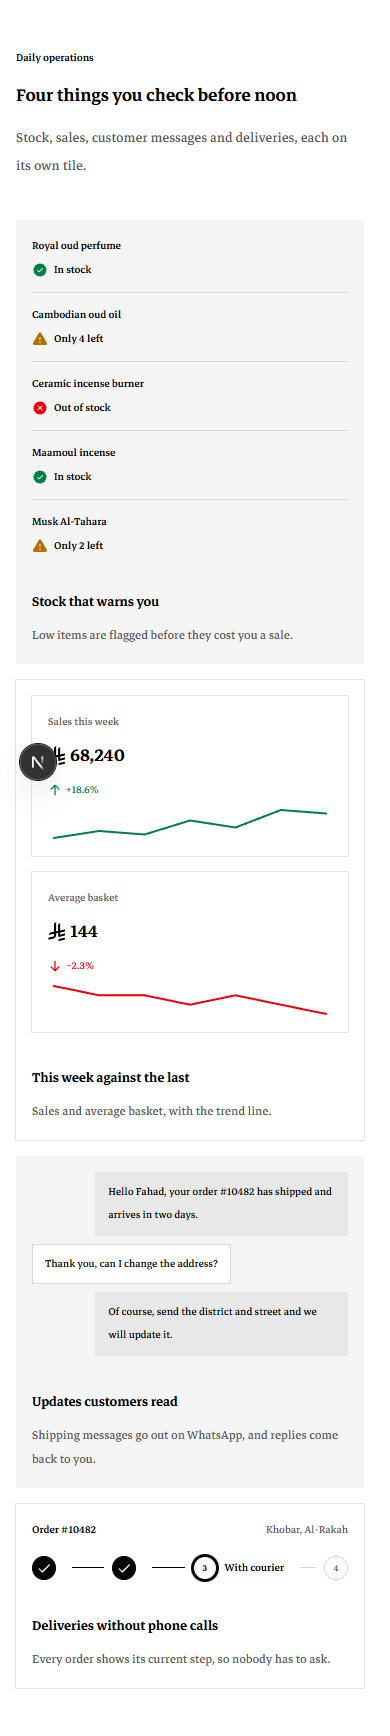 Daily operations
Four things you check before noon
Stock, sales, customer messages and deliveries, each on
its own tile.
Royal oud perfume
In stock
Cambodian oud oil
Only 4 left
Ceramic incense burner
Out of stock
Maamoul incense
In stock
Musk Al-Tahara
Only 2 left
Stock that warns you
Low items are flagged before they cost you a sale.
Sales this week
N
68,240
+18.6%
Average basket
⃁ 144
−2.3%
This week against the last
Sales and average basket, with the trend line.
Hello Fahad, your order #10482 has shipped and
arrives in two days.
Thank you, can I change the address?
Of course, send the district and street and we
will update it.
Updates customers read
Shipping messages go out on WhatsApp, and replies come
back to you.
Order #10482 Khobar, Al-Rakah
3 With courier 4
Deliveries without phone calls
Every order shows its current step, so nobody has to ask.